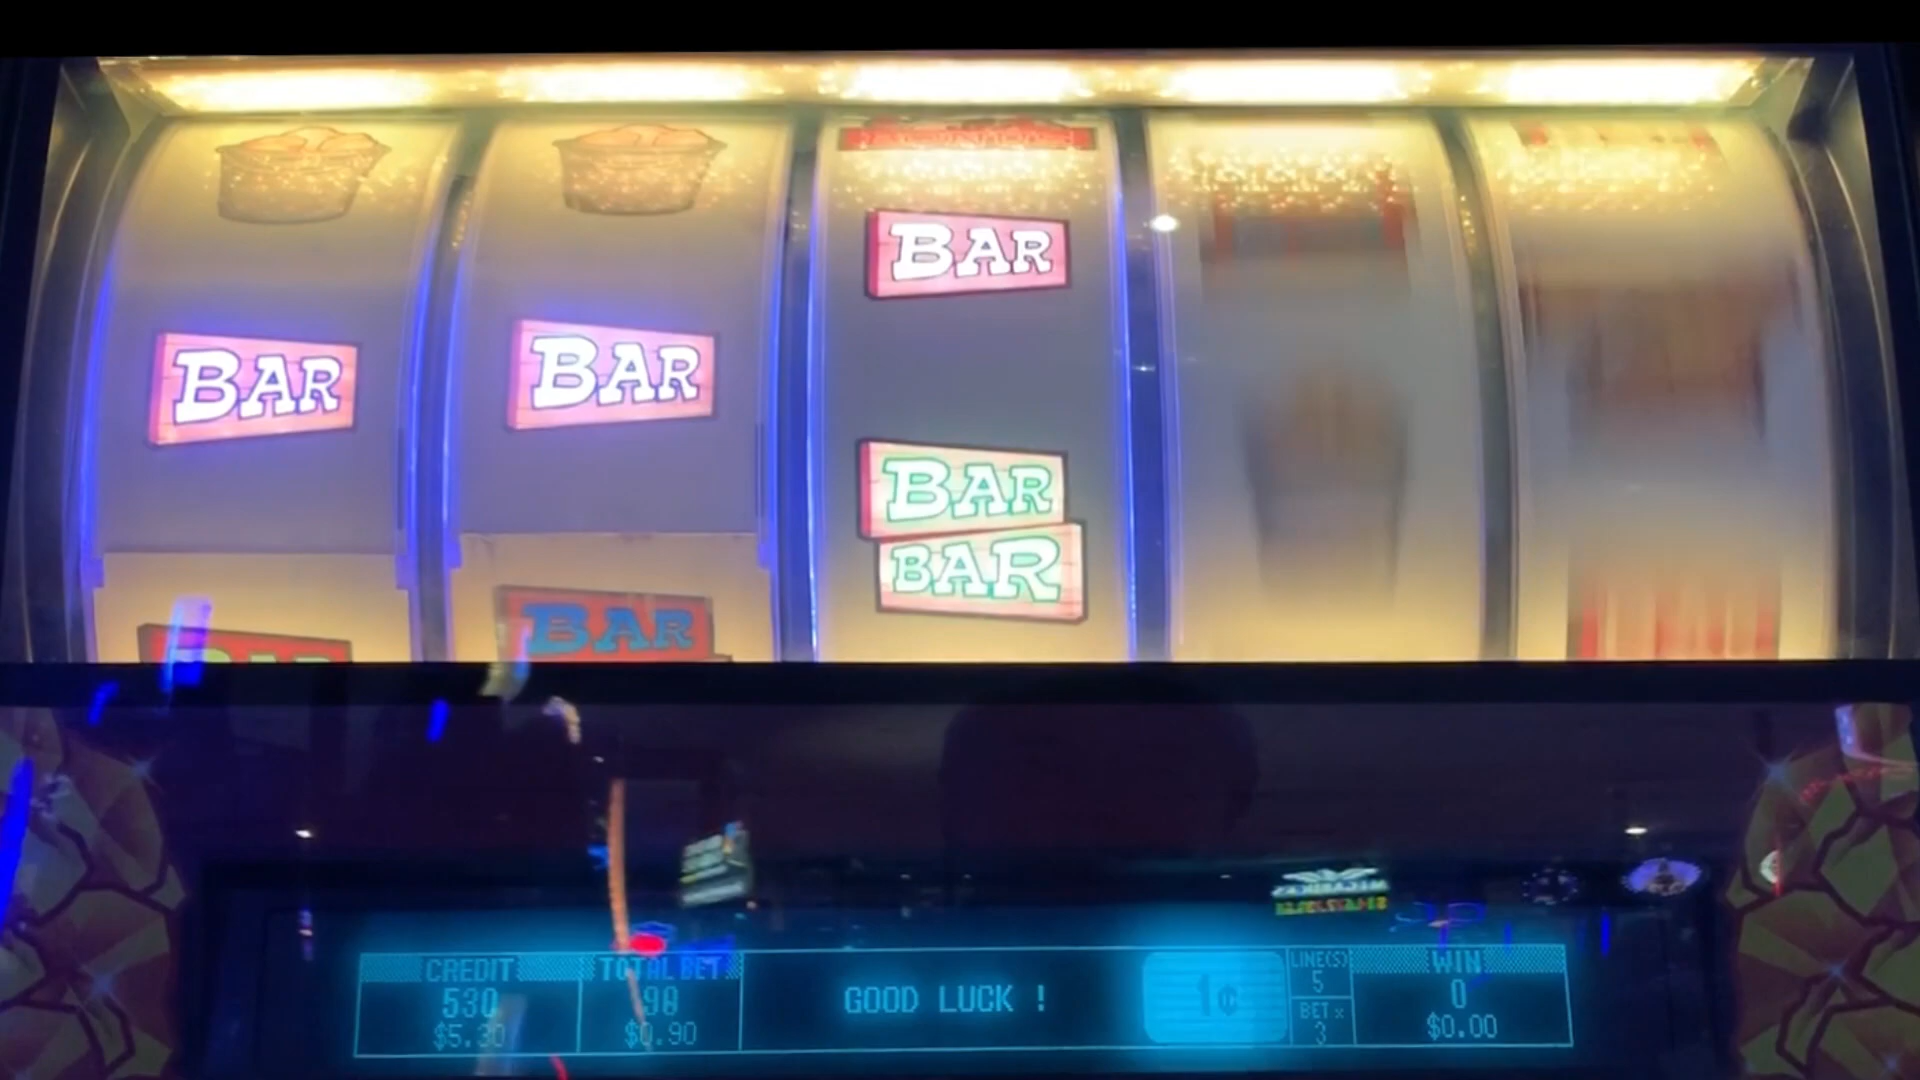 BAR
BAR
BAR
BAR
BAR
BAR
CREDIT
530
$5.30
TOTAL BET
90
$0.90
GOOD LUCK !
1¢
LINE(S)
5
BET x
3
WIN
0
$0.00